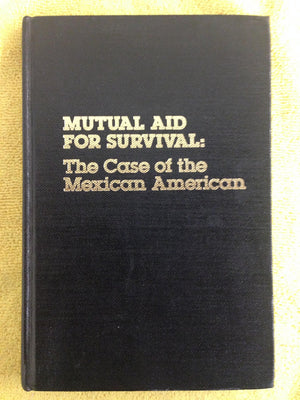 MUTUAL AID
FOR SURVIVAL:
The Case of the
Mexican American